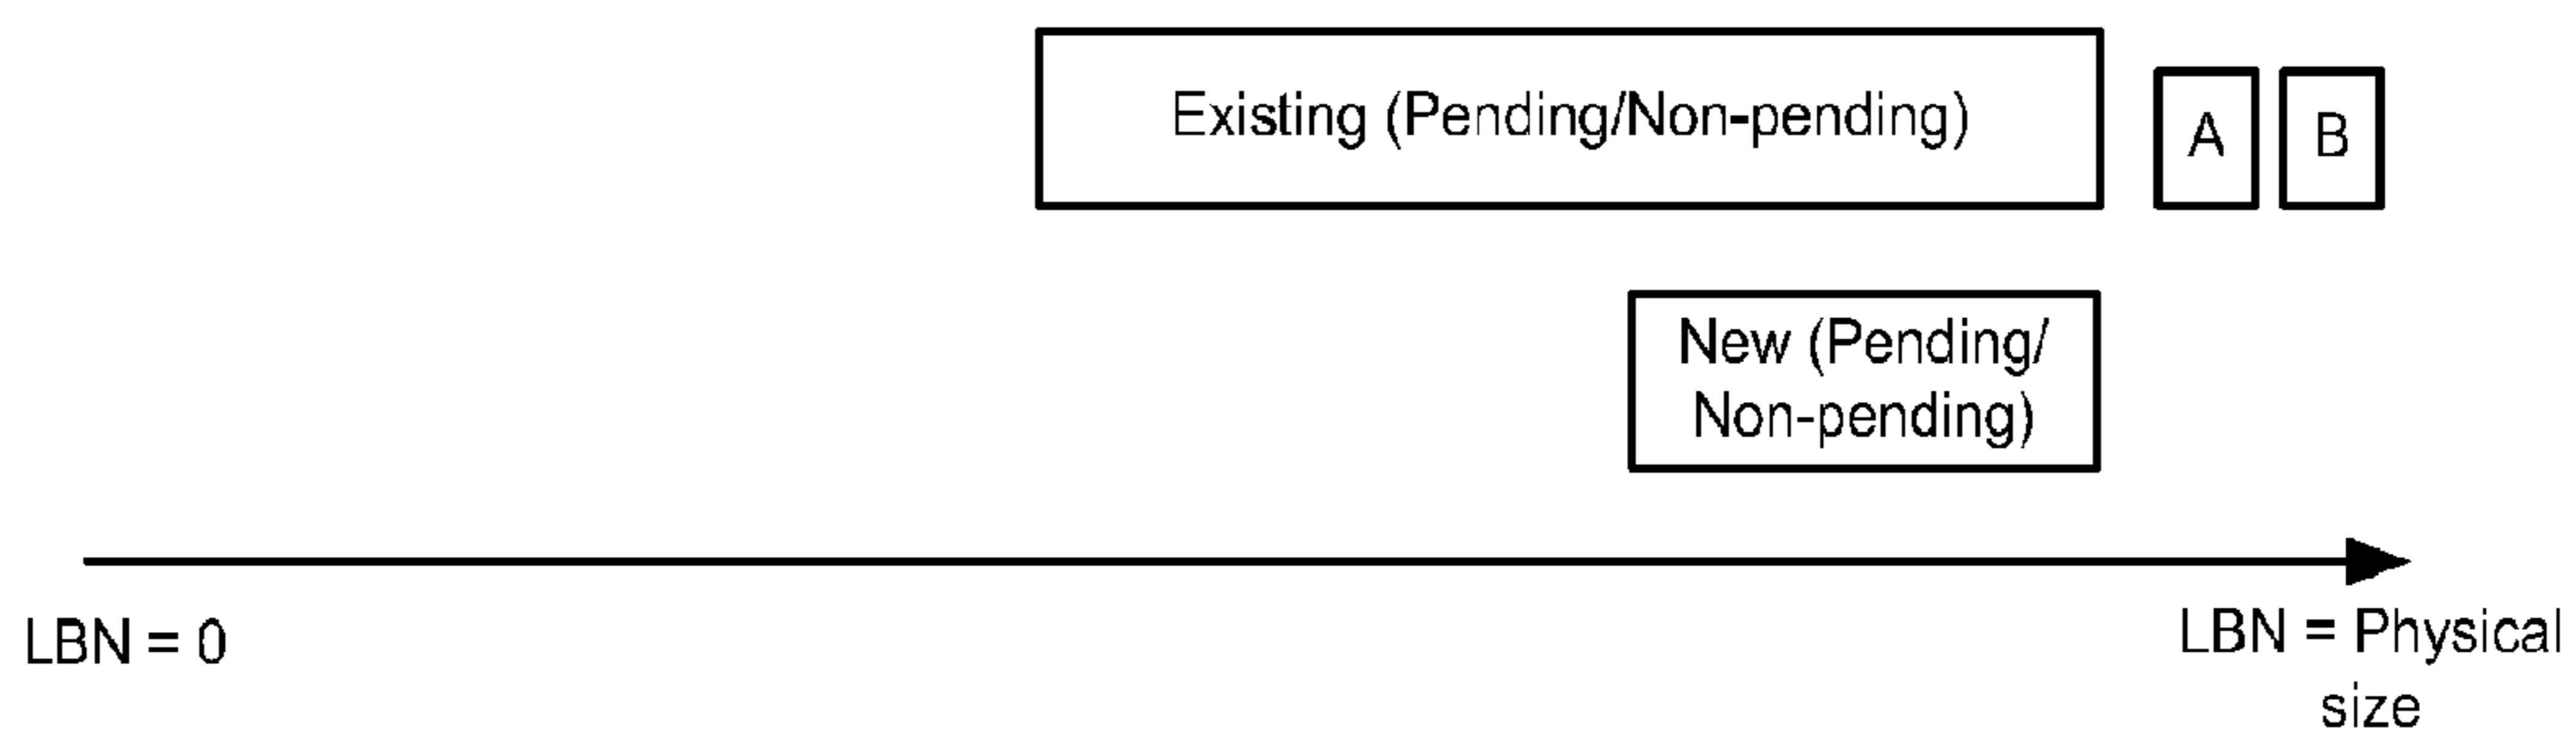 Existing (Pending/Non-pending)
A
B
New (Pending/
Non-pending)
LBN = 0
LBN = Physical
size